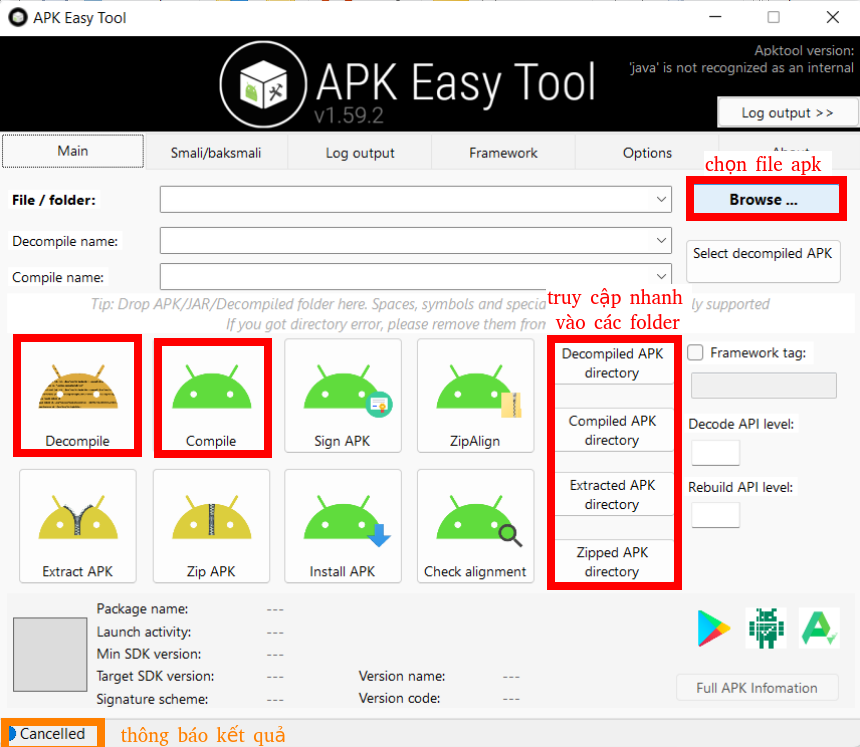 APK Easy Tool
Apktool version:
'java' is not recognized as an internal
APK Easy Tool
v1.59.2
Log output >>
Main
Smali/baksmali
Log output
Framework
Options
About
chọn file apk
File / folder:
Browse ...
Decompile name:
Select decompiled APK
Compile name:
Tip: Drop APK/JAR/Decompiled folder here. Spaces, symbols and specia
ly supported
If you got directory error, please remove them from
truy cập nhanh
vào các folder
Decompile
Compile
Sign APK
ZipAlign
Decompiled APK
directory
Framework tag:
Compiled APK
directory
Decode API level:
Extract APK
Zip APK
Install APK
Check alignment
Extracted APK
directory
Rebuild API level:
Zipped APK
directory
Package name: ---
Launch activity: ---
Min SDK version: ---
Target SDK version: ---
Version name: ---
Signature scheme: ---
Version code: ---
Full APK Infomation
Cancelled
thông báo kết quả